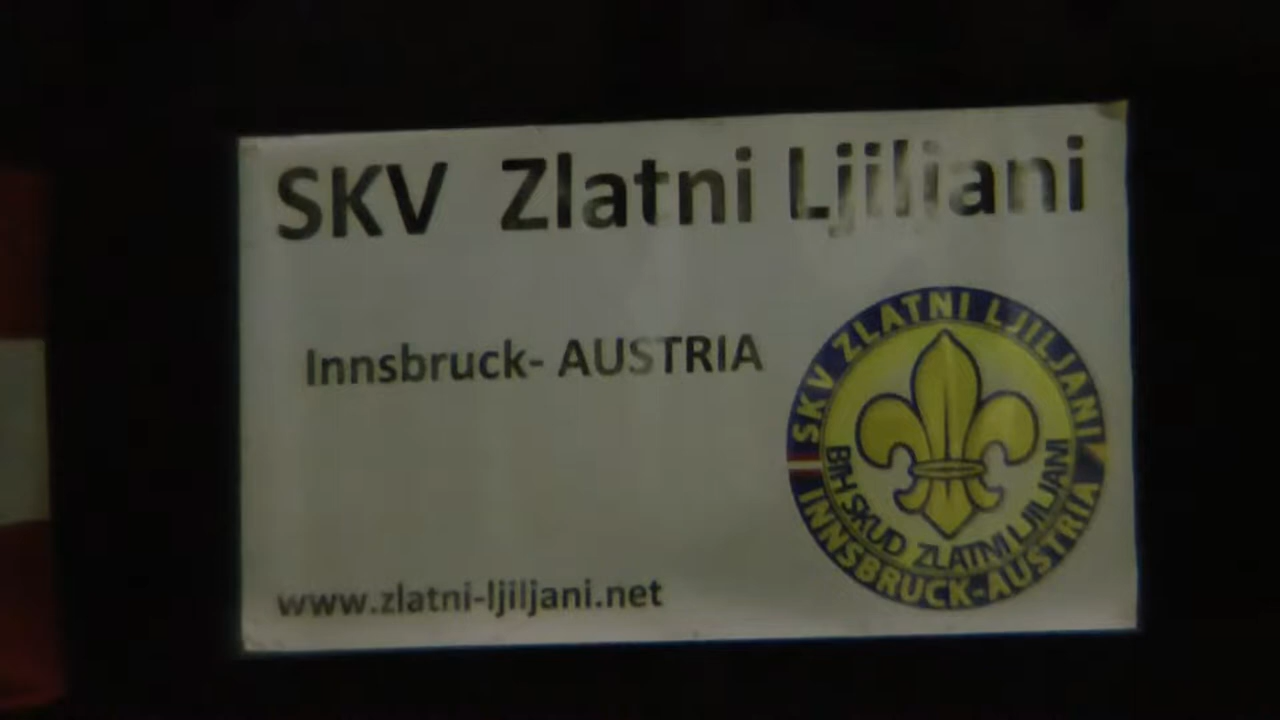 SKV Zlatni Ljiljani
Innsbruck- AUSTRIA
SKV ZLATNI LJILJANI
BIH SKUD ZLATNI LJILJANI
INNSBRUCK-AUSTRIA
www.zlatni-ljiljani.net